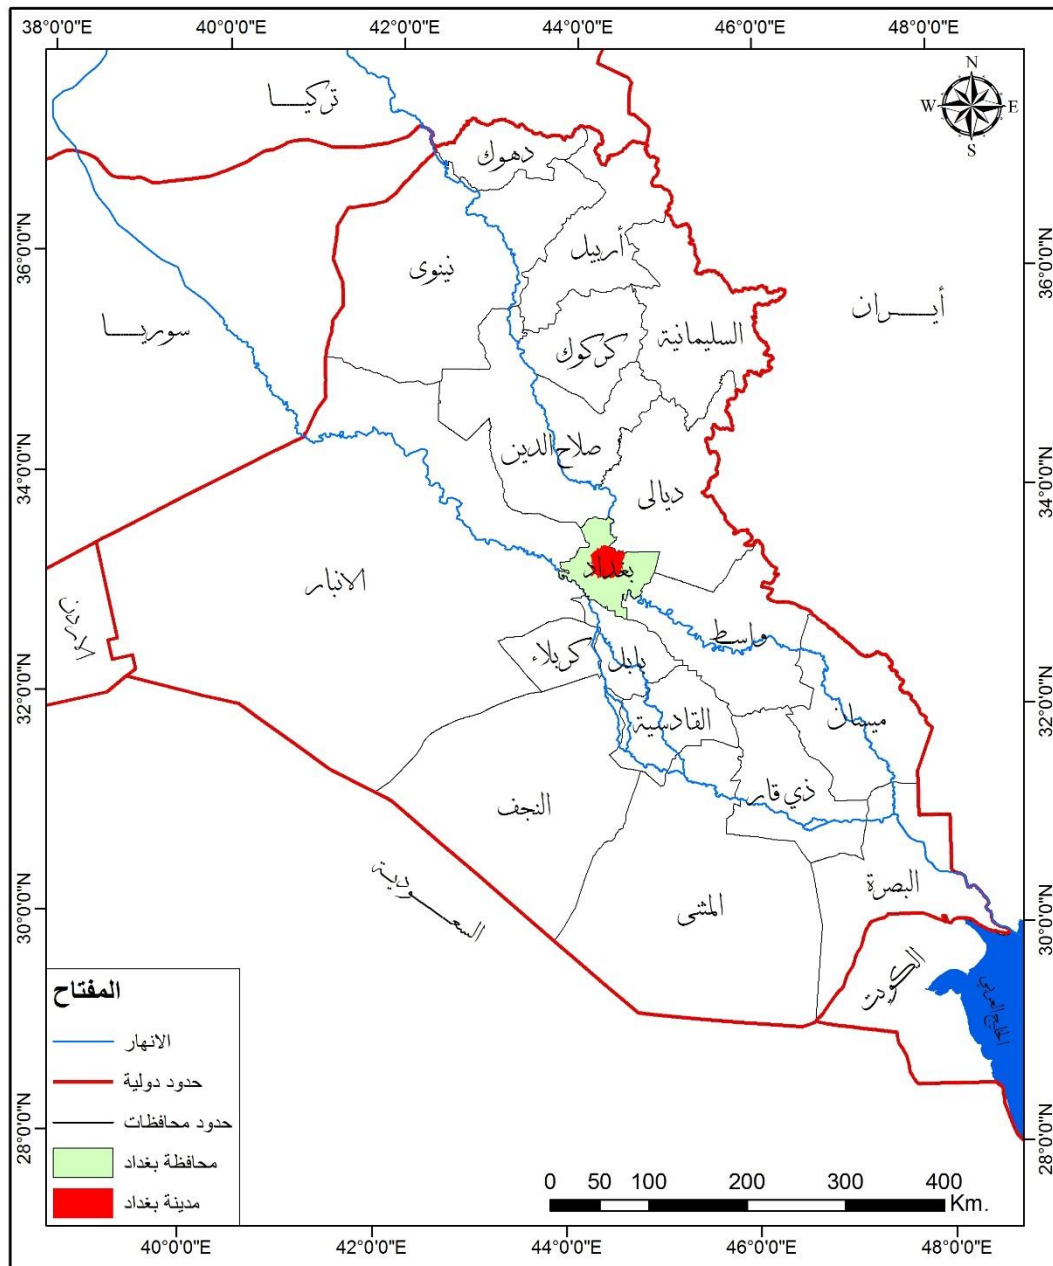 38°0'0"E 40°0'0"E 42°0'0"E 44°0'0"E 46°0'0"E 48°0'0"E
N
W E
S
تركيــــا
دهوك
36°0'0"N
36°0'0"N
أربيل
نينوى
أيــــران
سوريــــا
السليمانية
كركوك
34°0'0"N
34°0'0"N
صلاح الدين
ديالى
بغداد
الانبار
الاردن
واسط
كربلاء
بابل
32°0'0"N
32°0'0"N
القادسية
ميسان
ذي قار
النجف
السعــــودية
البصرة
المثنى
30°0'0"N
30°0'0"N
الكويت
الخليج العربي
28°0'0"N
28°0'0"N
المفتاح
الانهار
حدود دولية
حدود محافظات
محافظة بغداد
مدينة بغداد
0 50 100 200 300 400
Km.
40°0'0"E 42°0'0"E 44°0'0"E 46°0'0"E 48°0'0"E